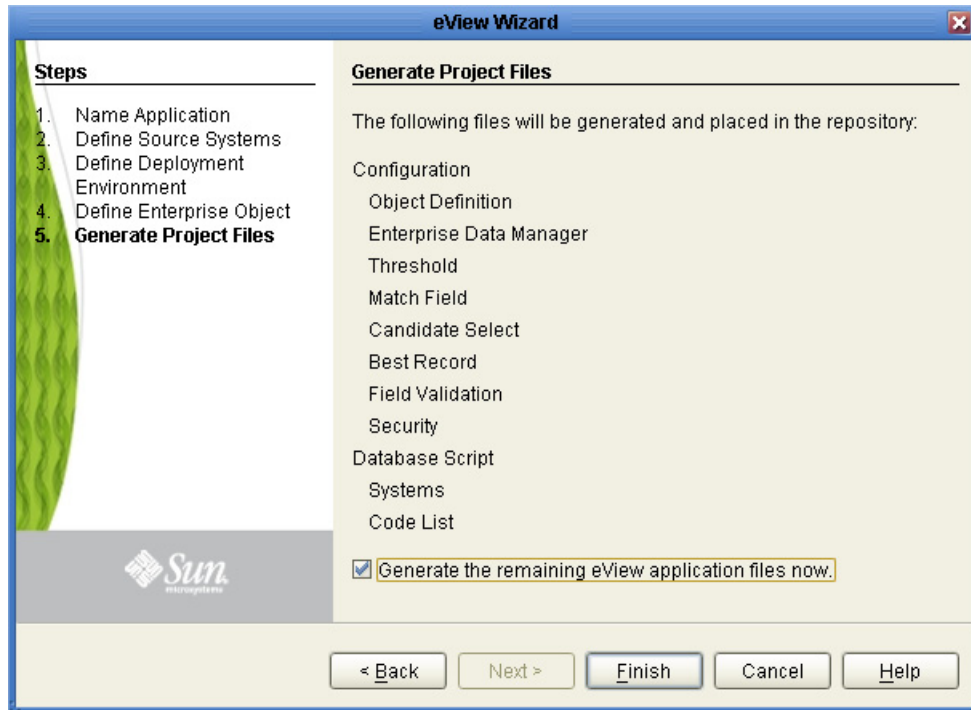 eView Wizard
Steps
1. Name Application
2. Define Source Systems
3. Define Deployment
Environment
4. Define Enterprise Object
5. Generate Project Files
Sun
microsystems
Generate Project Files
The following files will be generated and placed in the repository:
Configuration
Object Definition
Enterprise Data Manager
Threshold
Match Field
Candidate Select
Best Record
Field Validation
Security
Database Script
Systems
Code List
Generate the remaining eView application files now.
< Back
Next >
Finish
Cancel
Help